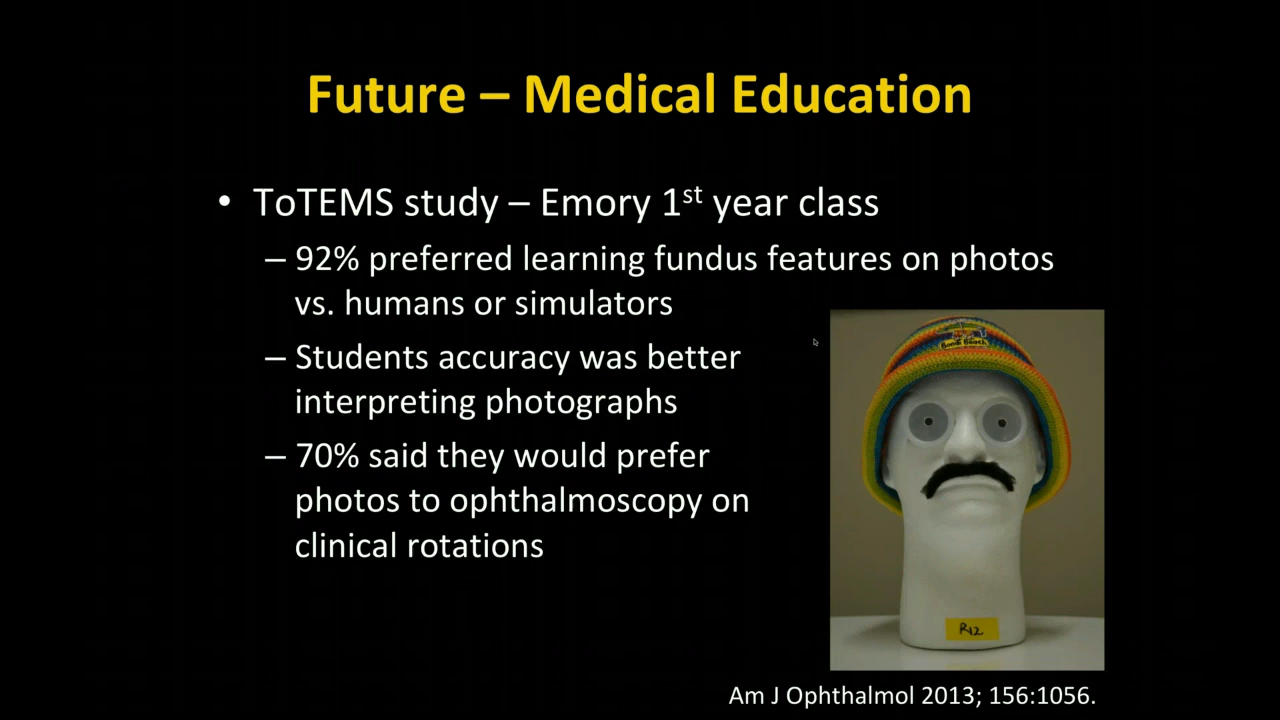 Future – Medical Education
• ToTEMS study – Emory 1st year class
– 92% preferred learning fundus features on photos
vs. humans or simulators
– Students accuracy was better
interpreting photographs
– 70% said they would prefer
photos to ophthalmoscopy on
clinical rotations
Bondi Beach
R12
Am J Ophthalmol 2013; 156:1056.